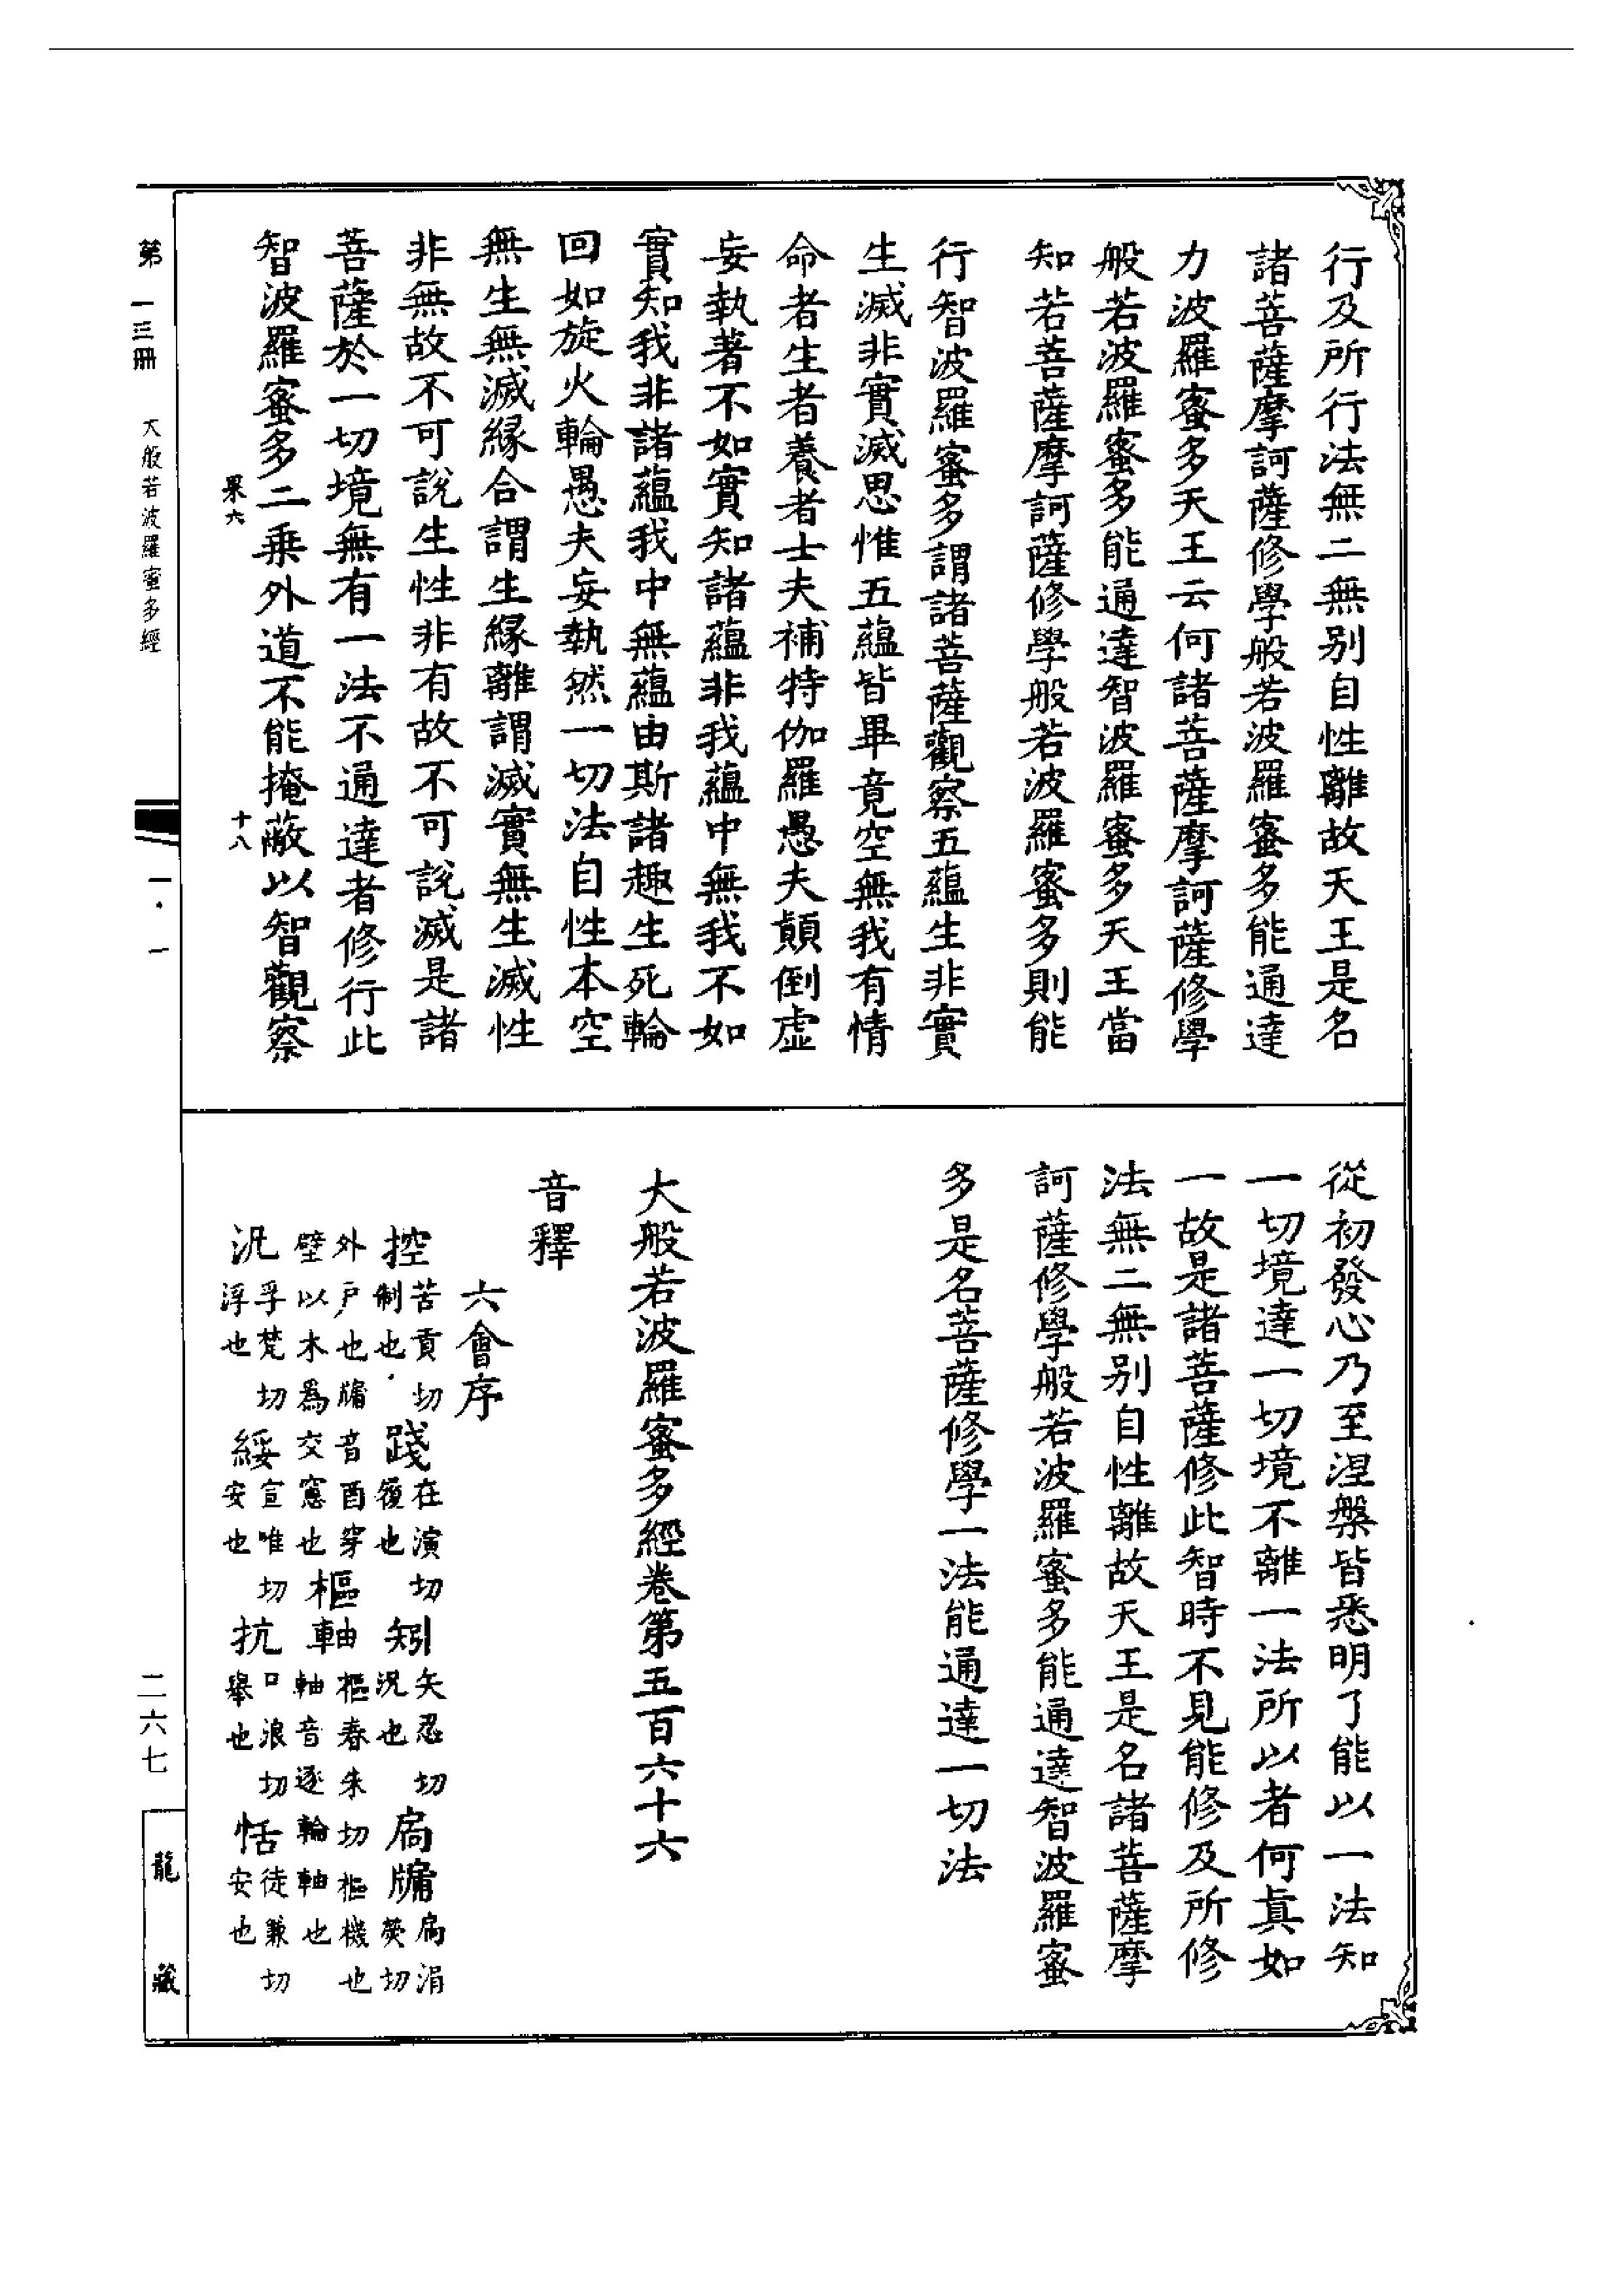 行及所行法無二無別自性離故天王是名
諸菩薩摩訶薩修學般若波羅蜜多能通達
力波羅蜜多天王云何諸菩薩摩訶薩修學
般若波羅蜜多能通達智波羅蜜多天王當
知若菩薩摩訶薩修學般若波羅蜜多則能
行智波羅蜜多謂諸菩薩觀察五蘊生非實
生滅非實滅思惟五蘊皆畢竟空無我有情
命者生者養者士夫補特伽羅愚夫顛倒虛
妄執著不如實知諸蘊非我蘊中無我不如
實知我非諸蘊我中無蘊由斯諸趣生死輪
回如旋火輪愚夫妄執然一切法自性本空
無生無滅緣合謂生緣離謂滅實無生滅性
非無故不可說生性非有故不可說滅是諸
菩薩於一切境無有一法不通達者修行此
智波羅蜜多二乘外道不能掩蔽以智觀察
果六 十八
第一三冊 大般若波羅蜜多經 一·一
從初發心乃至涅槃皆悉明了能以一法知
一切境達一切境不離一法所以者何真如
一故是諸菩薩修此智時不見能修及所修
法無二無別自性離故天王是名諸菩薩摩
訶薩修學般若波羅蜜多能通達智波羅蜜
多是名菩薩修學一法能通達一切法
大般若波羅蜜多經卷第五百六十六
音釋
六會序
控苦貢切制也踐在演切履也矧矢忍切況也扃牖扃涓熒切
外戶也牖音酉穿壁以木爲交窻也樞軸樞春朱切樞機也軸音逐輪軸也
汎孚梵切浮也綏宣唯切安也抗口浪切舉也恬徒兼切安也
二六七
龍藏